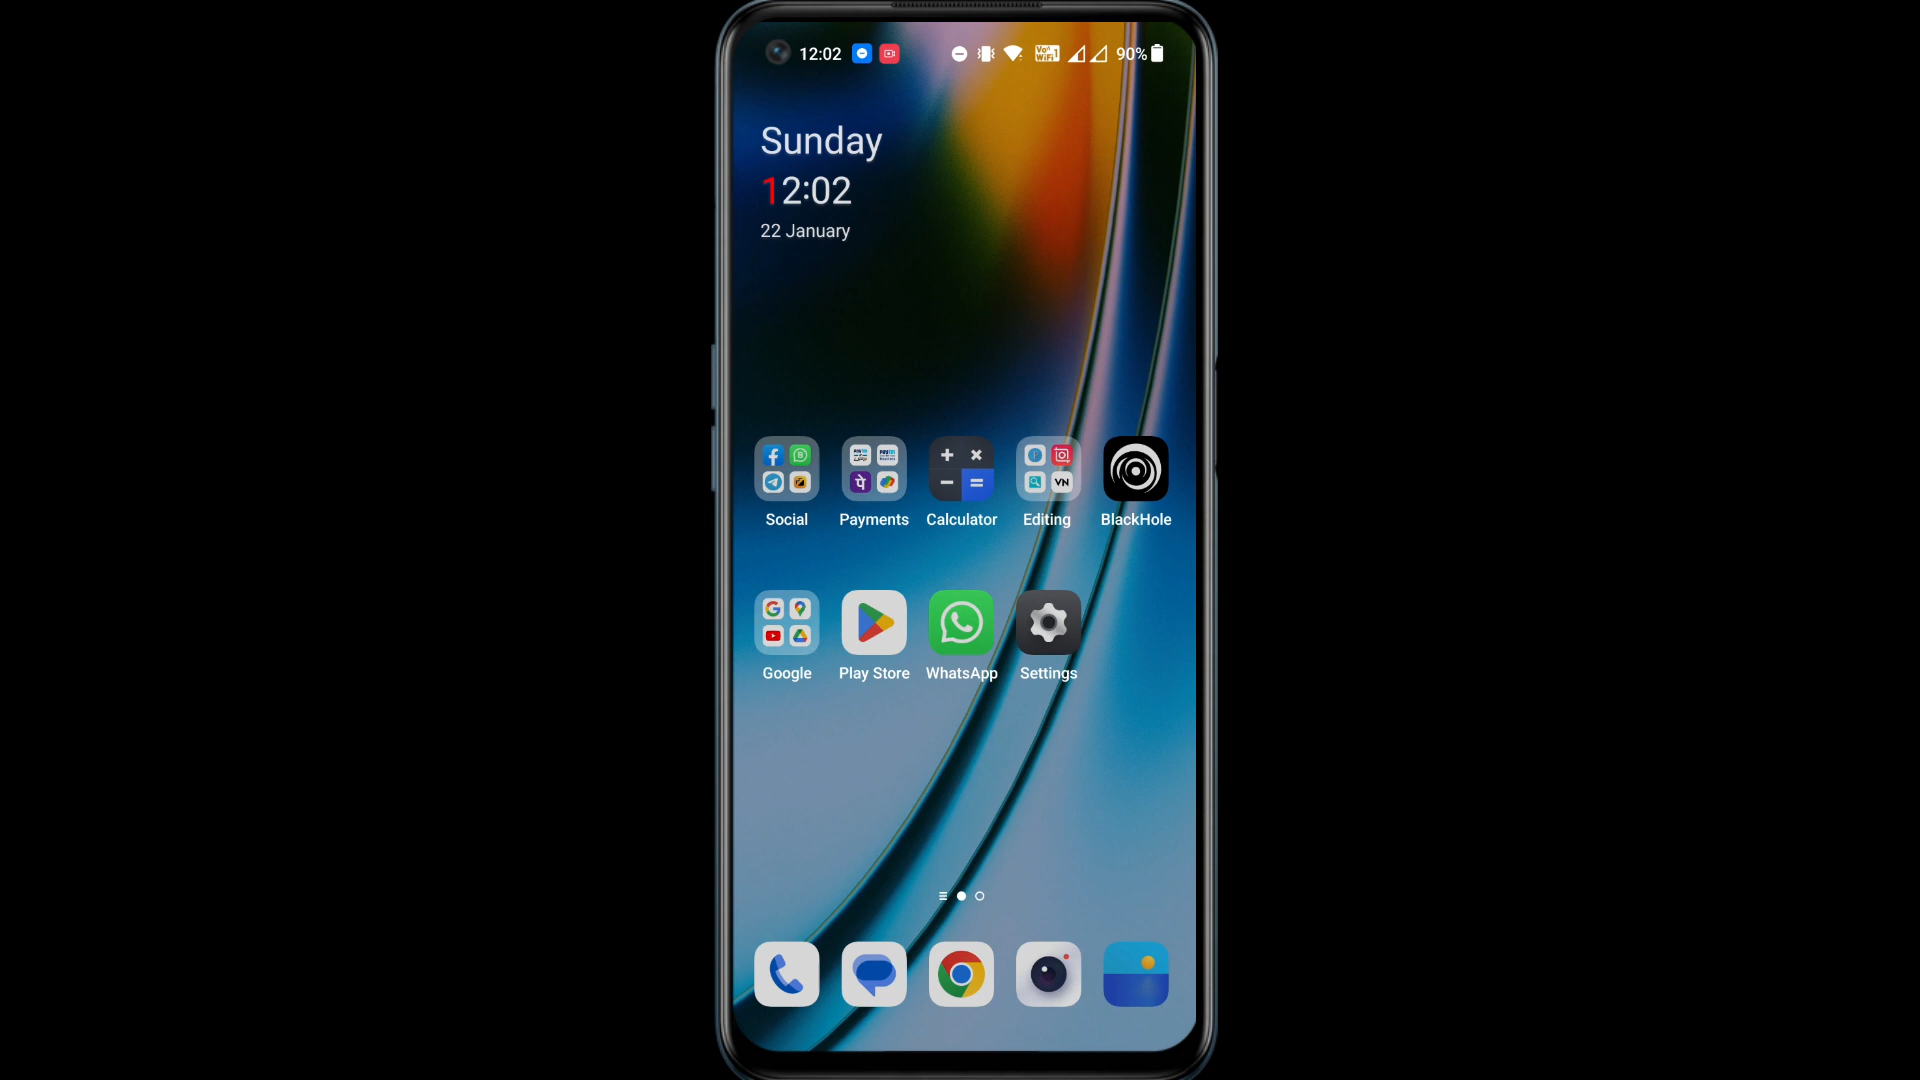 12:02
90%
Sunday
12:02
22 January
Social
Payments
Calculator
Editing
BlackHole
Google
Play Store
WhatsApp
Settings